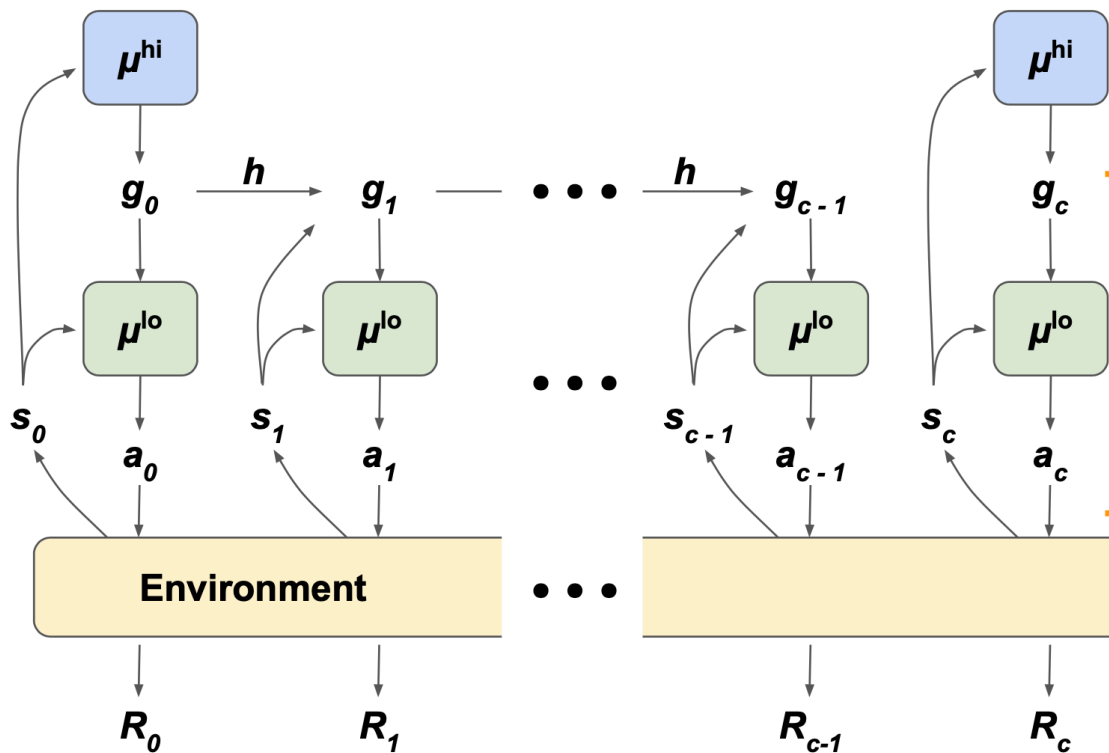 μ^hi μ^hi
g_0 h g_1 ••• h g_{c-1} g_c
μ^lo μ^lo μ^lo μ^lo
•••
s_0 s_1 s_{c-1} s_c
a_0 a_1 a_{c-1} a_c
Environment •••
R_0 R_1 R_{c-1} R_c